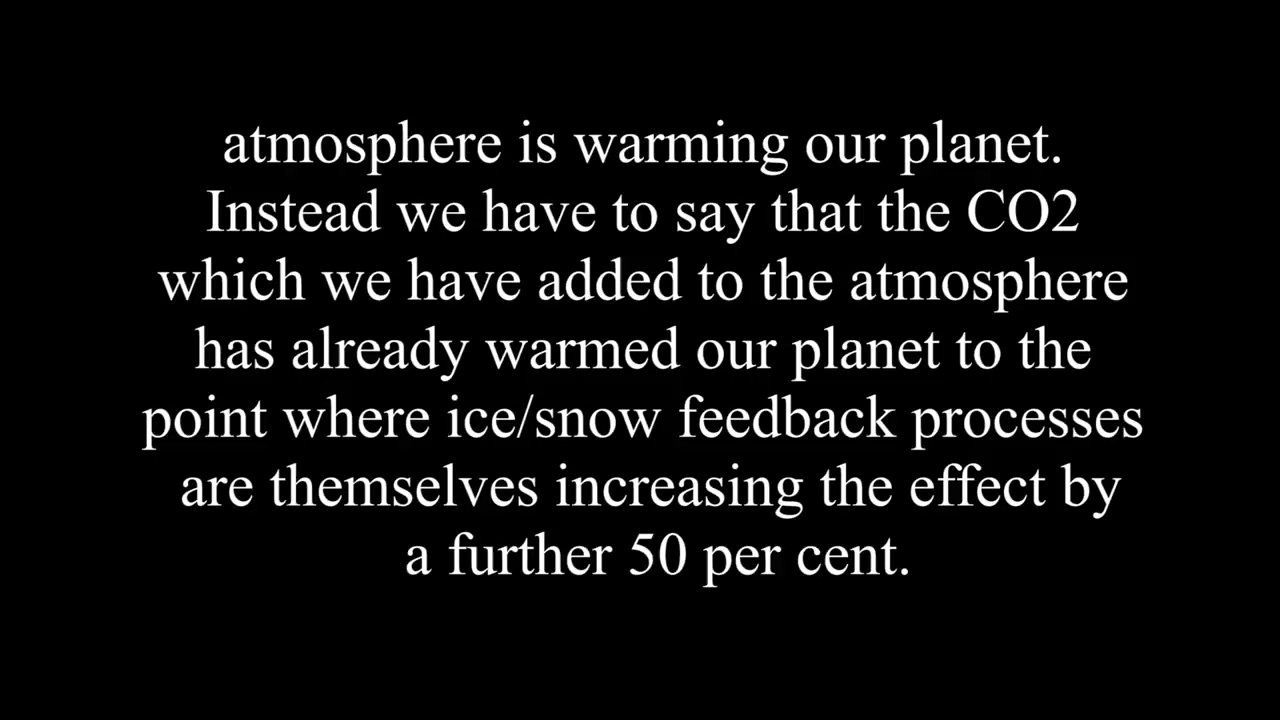 atmosphere is warming our planet.
Instead we have to say that the CO2
which we have added to the atmosphere
has already warmed our planet to the
point where ice/snow feedback processes
are themselves increasing the effect by
a further 50 per cent.